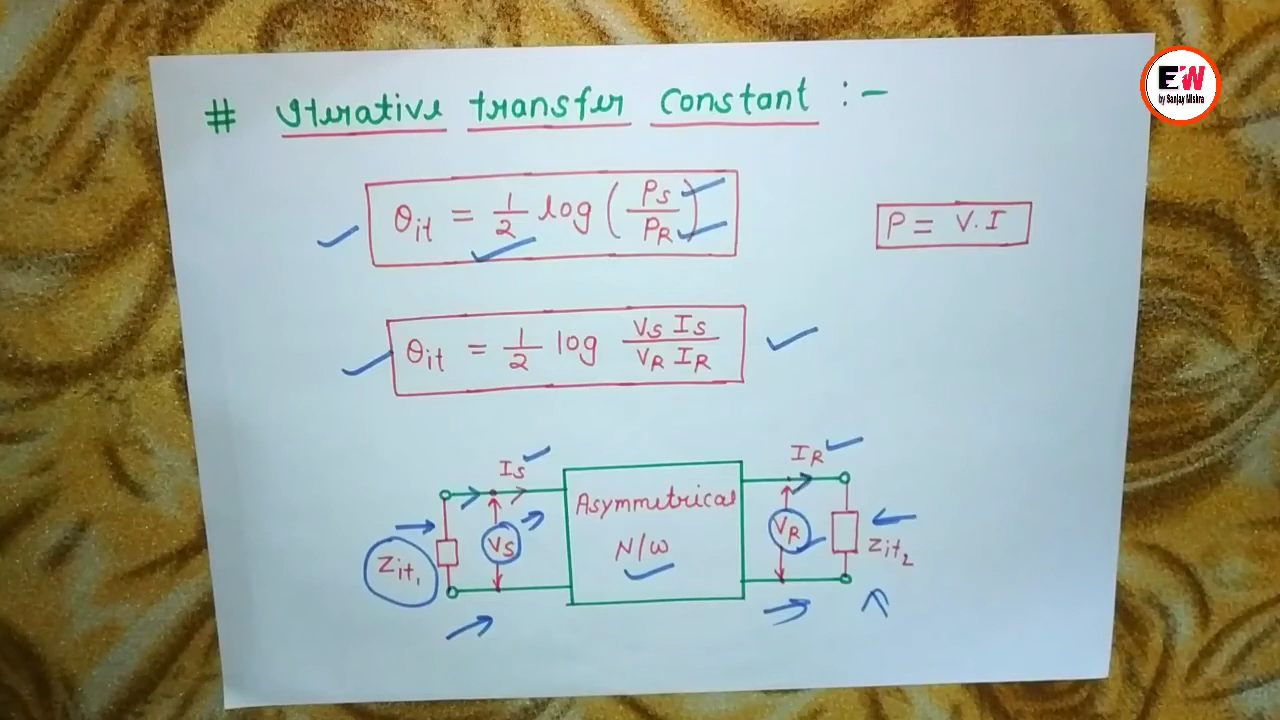 # Iterative transfer constant :-
θit = 1/2 log (PS/PR)
P = V.I
θit = 1/2 log VS IS / VR IR
IS
IR
Asymmetrical
N/W
VS
VR
Zit1
Zit2
EW
by Sanjay Mishra